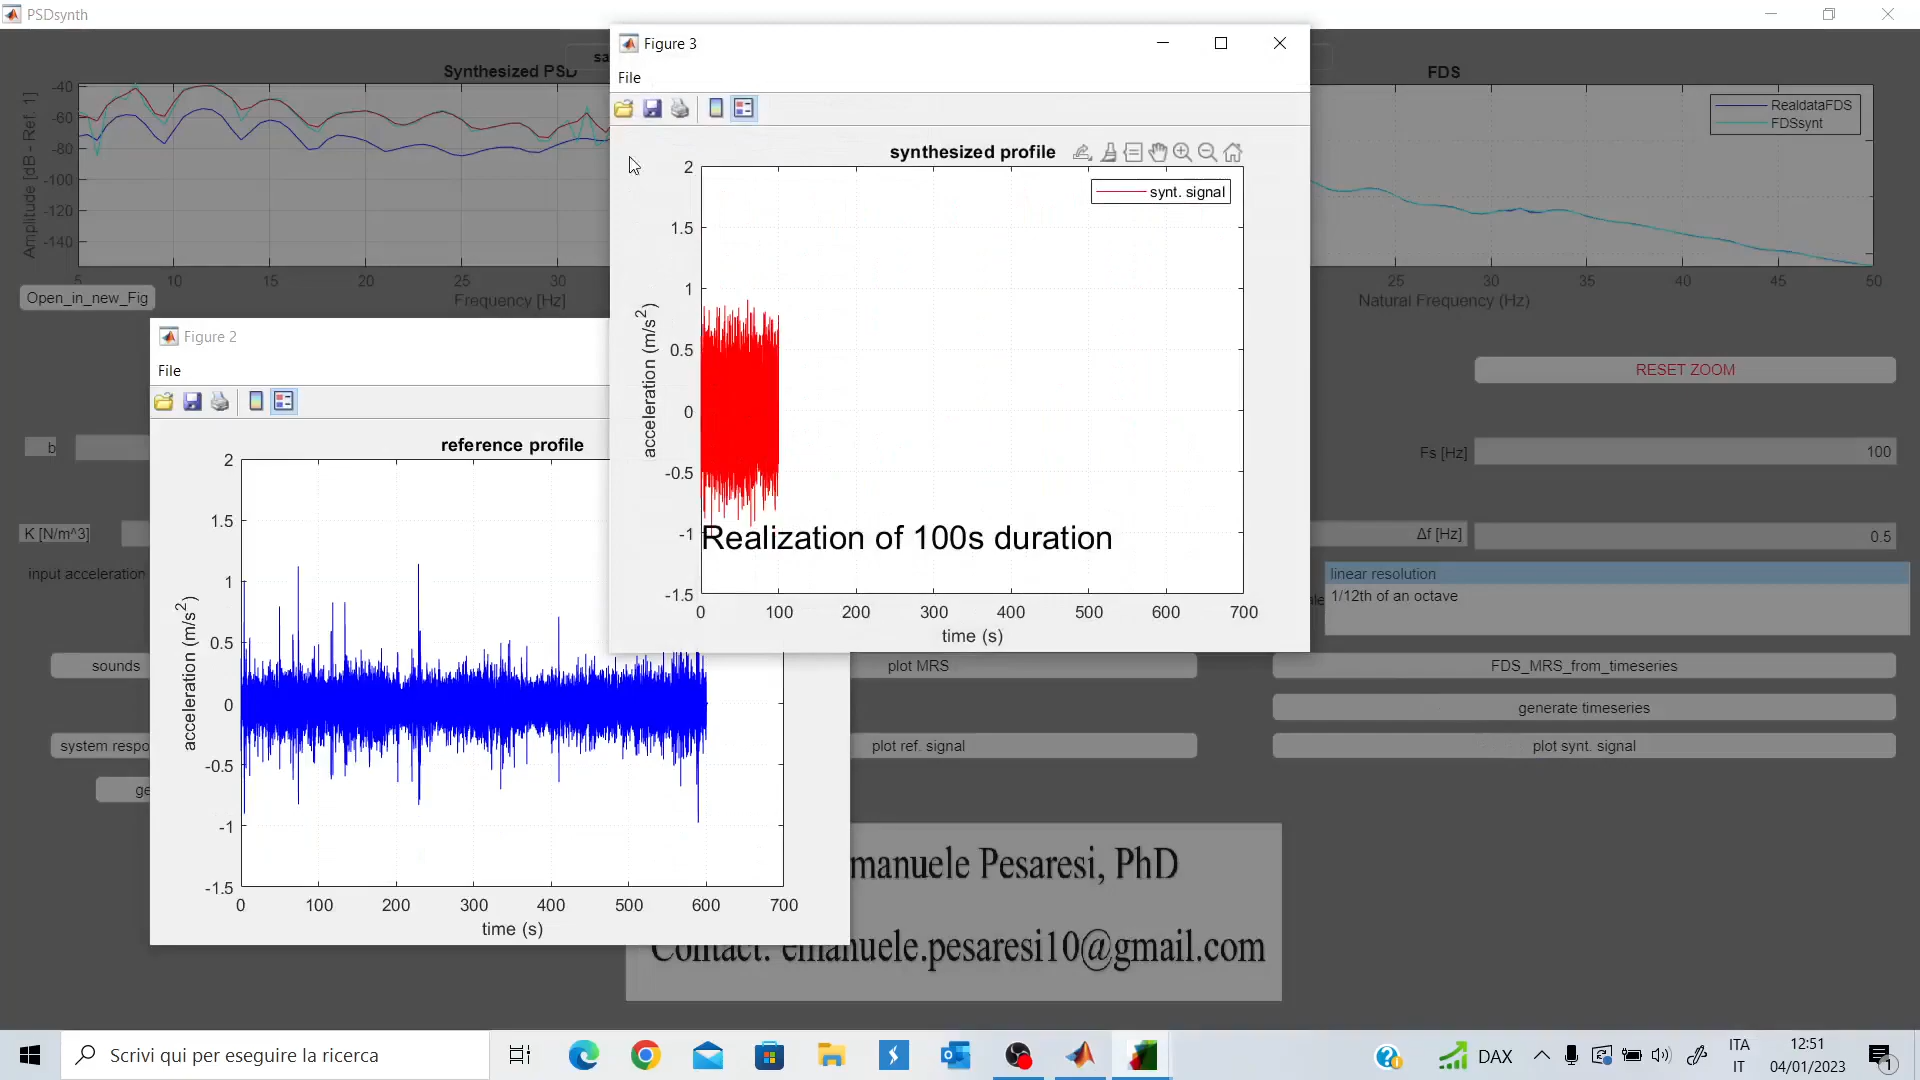 PSDsynth
Figure 3
File
sa
Synthesized PSD
synthesized profile
synt. signal
FDS
RealdataFDS
FDSsynt
-40
-60
-80
-100
-120
-140
Amplitude [dB - Ref. 1]
5
10
15
20
25
30
Frequency [Hz]
Open_in_new_Fig
2
1.5
1
0.5
0
-0.5
-1
-1.5
acceleration (m/s²)
Realization of 100s duration
0
100
200
300
400
500
600
700
time (s)
25
30
35
40
45
50
Natural Frequency (Hz)
RESET ZOOM
Fs [Hz]
100
Δf [Hz]
0.5
linear resolution
1/12th of an octave
Figure 2
File
b
K [N/m^3]
input acceleration
sounds
system respo
ge
reference profile
2
1.5
1
0.5
0
-0.5
-1
-1.5
acceleration (m/s²)
0
100
200
300
400
500
600
700
time (s)
plot MRS
FDS_MRS_from_timeseries
generate timeseries
plot ref. signal
plot synt. signal
manuele Pesaresi, PhD
Contact: emanuele.pesaresi10@gmail.com
Scrivi qui per eseguire la ricerca
DAX
ITA
IT
12:51
04/01/2023
1